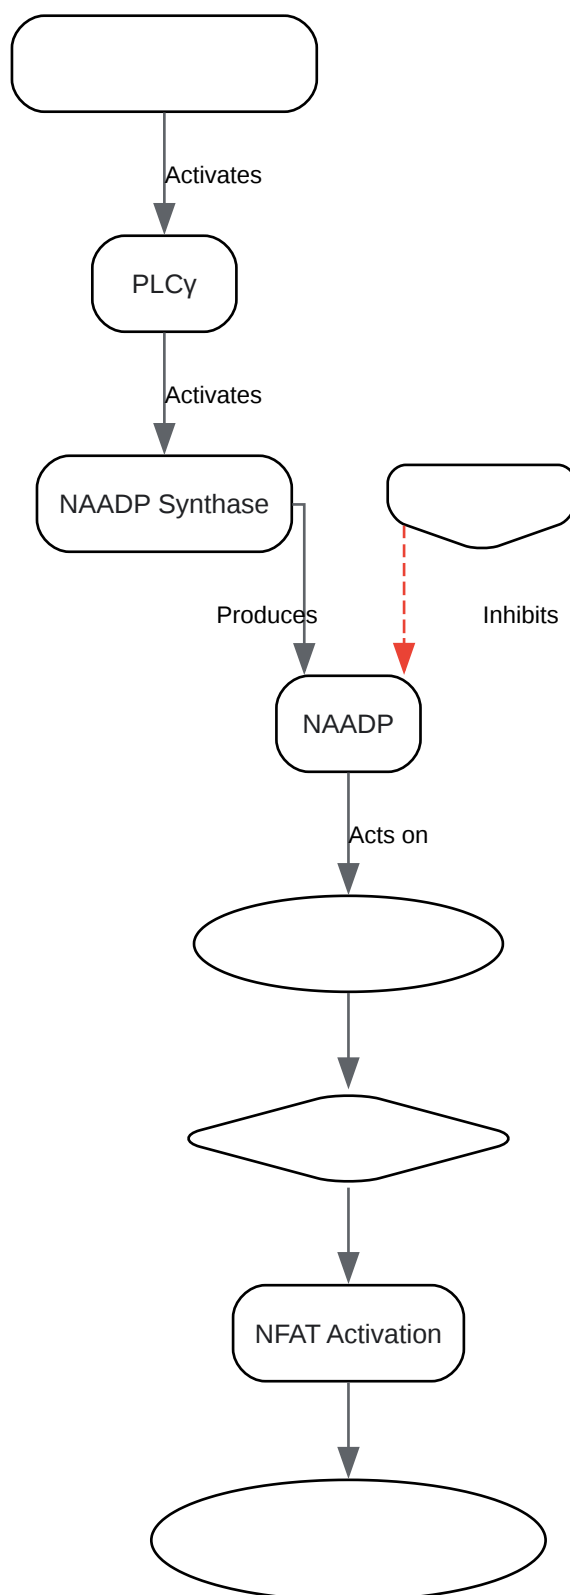 Activates
PLCγ
Activates
NAADP Synthase
Produces
Inhibits
NAADP
Acts on
NFAT Activation